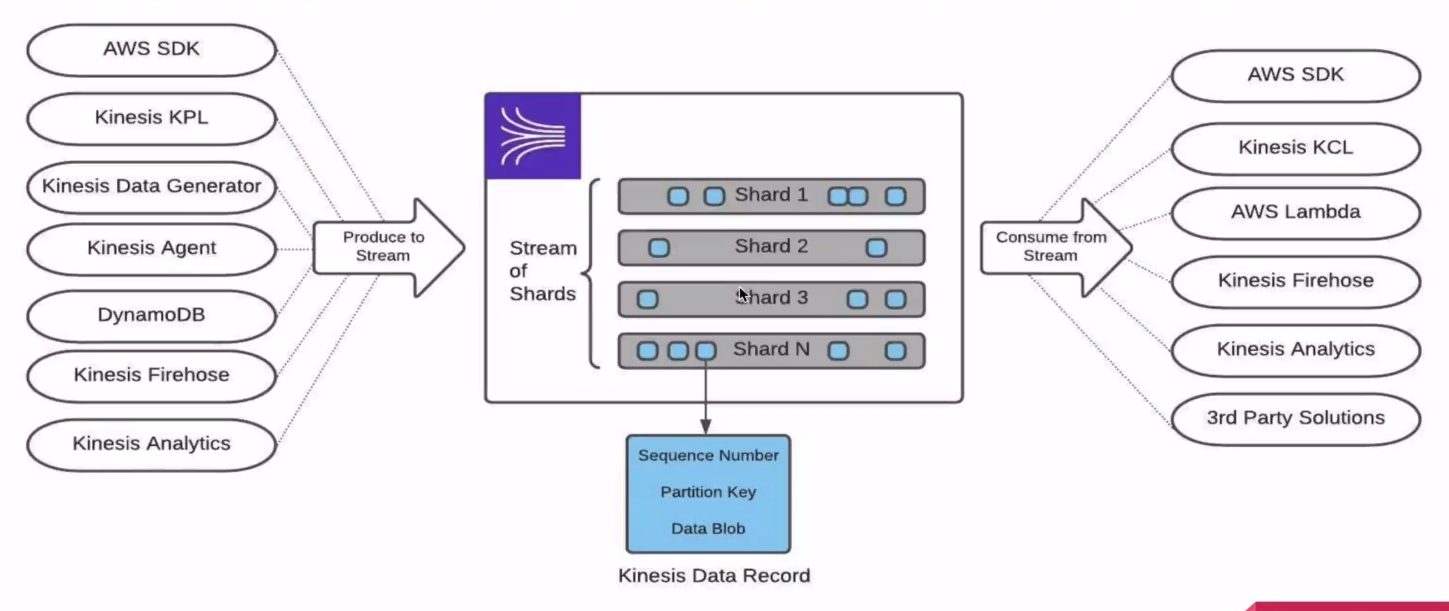 AWS SDK
Kinesis KPL
Kinesis Data Generator
Kinesis Agent
DynamoDB
Kinesis Firehose
Kinesis Analytics
Produce to
Stream
Stream
of
Shards
Shard 1
Shard 2
Shard 3
Shard N
Sequence Number
Partition Key
Data Blob
Kinesis Data Record
Consume from
Stream
AWS SDK
Kinesis KCL
AWS Lambda
Kinesis Firehose
Kinesis Analytics
3rd Party Solutions